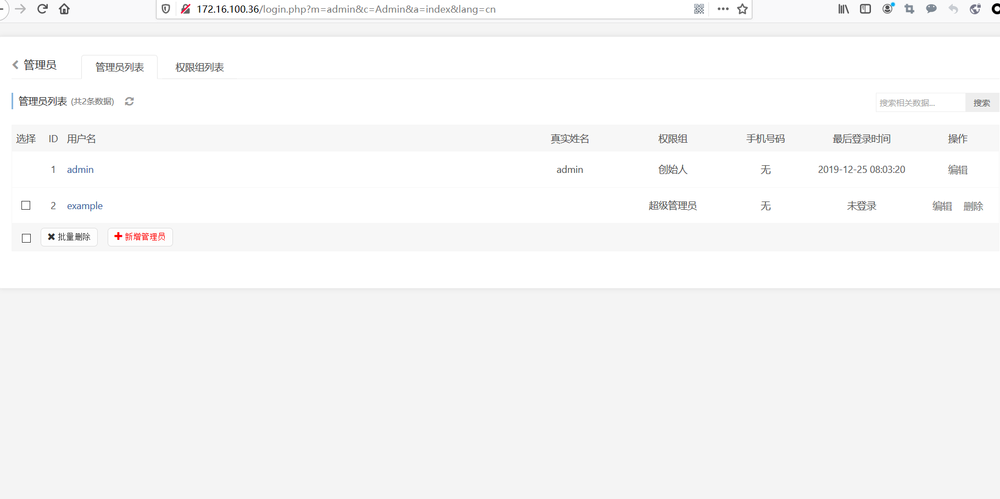 172.16.100.36/login.php?m=admin&c=Admin&a=index&lang=cn
管理员 管理员列表 权限组列表
管理员列表 (共2条数据) 搜索相关数据... 搜索
选择 ID 用户名 真实姓名 权限组 手机号码 最后登录时间 操作
1 admin admin 创始人 无 2019-12-25 08:03:20 编辑
2 example 超级管理员 无 未登录 编辑 删除
批量删除 新增管理员